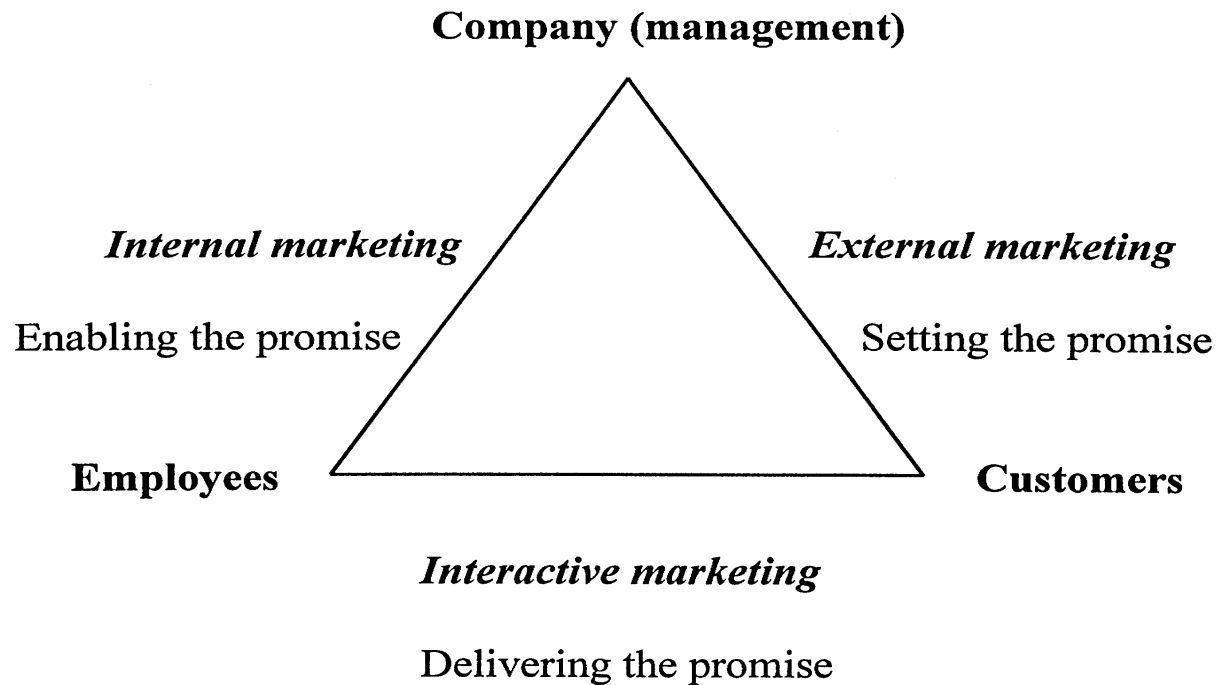 Company (management)
Internal marketing
External marketing
Enabling the promise
Setting the promise
Employees
Customers
Interactive marketing
Delivering the promise